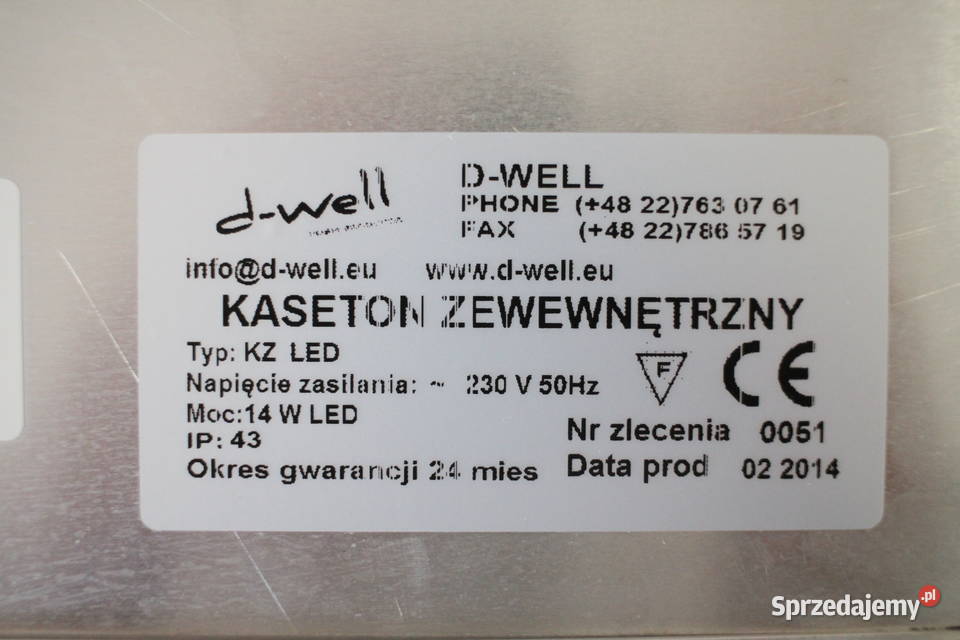 d-well
D-WELL
PHONE (+48 22)763 07 61
FAX (+48 22)786 57 19
info@d-well.eu www.d-well.eu
KASETON ZEWEWNĘTRZNY
Typ: KZ LED
Napięcie zasilania: ~ 230 V 50Hz
F CE
Moc:14 W LED
IP: 43
Nr zlecenia 0051
Okres gwarancji 24 mies
Data prod 02 2014
Sprzedajemy.pl